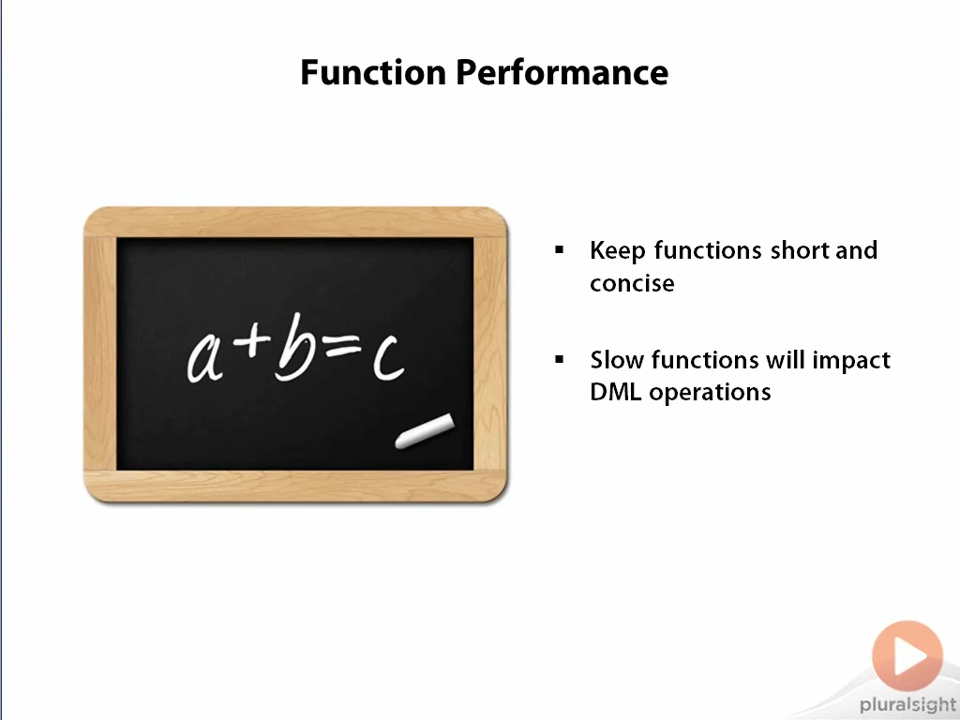 Function Performance
a+b=c
▪ Keep functions short and
concise
▪ Slow functions will impact
DML operations
pluralsight